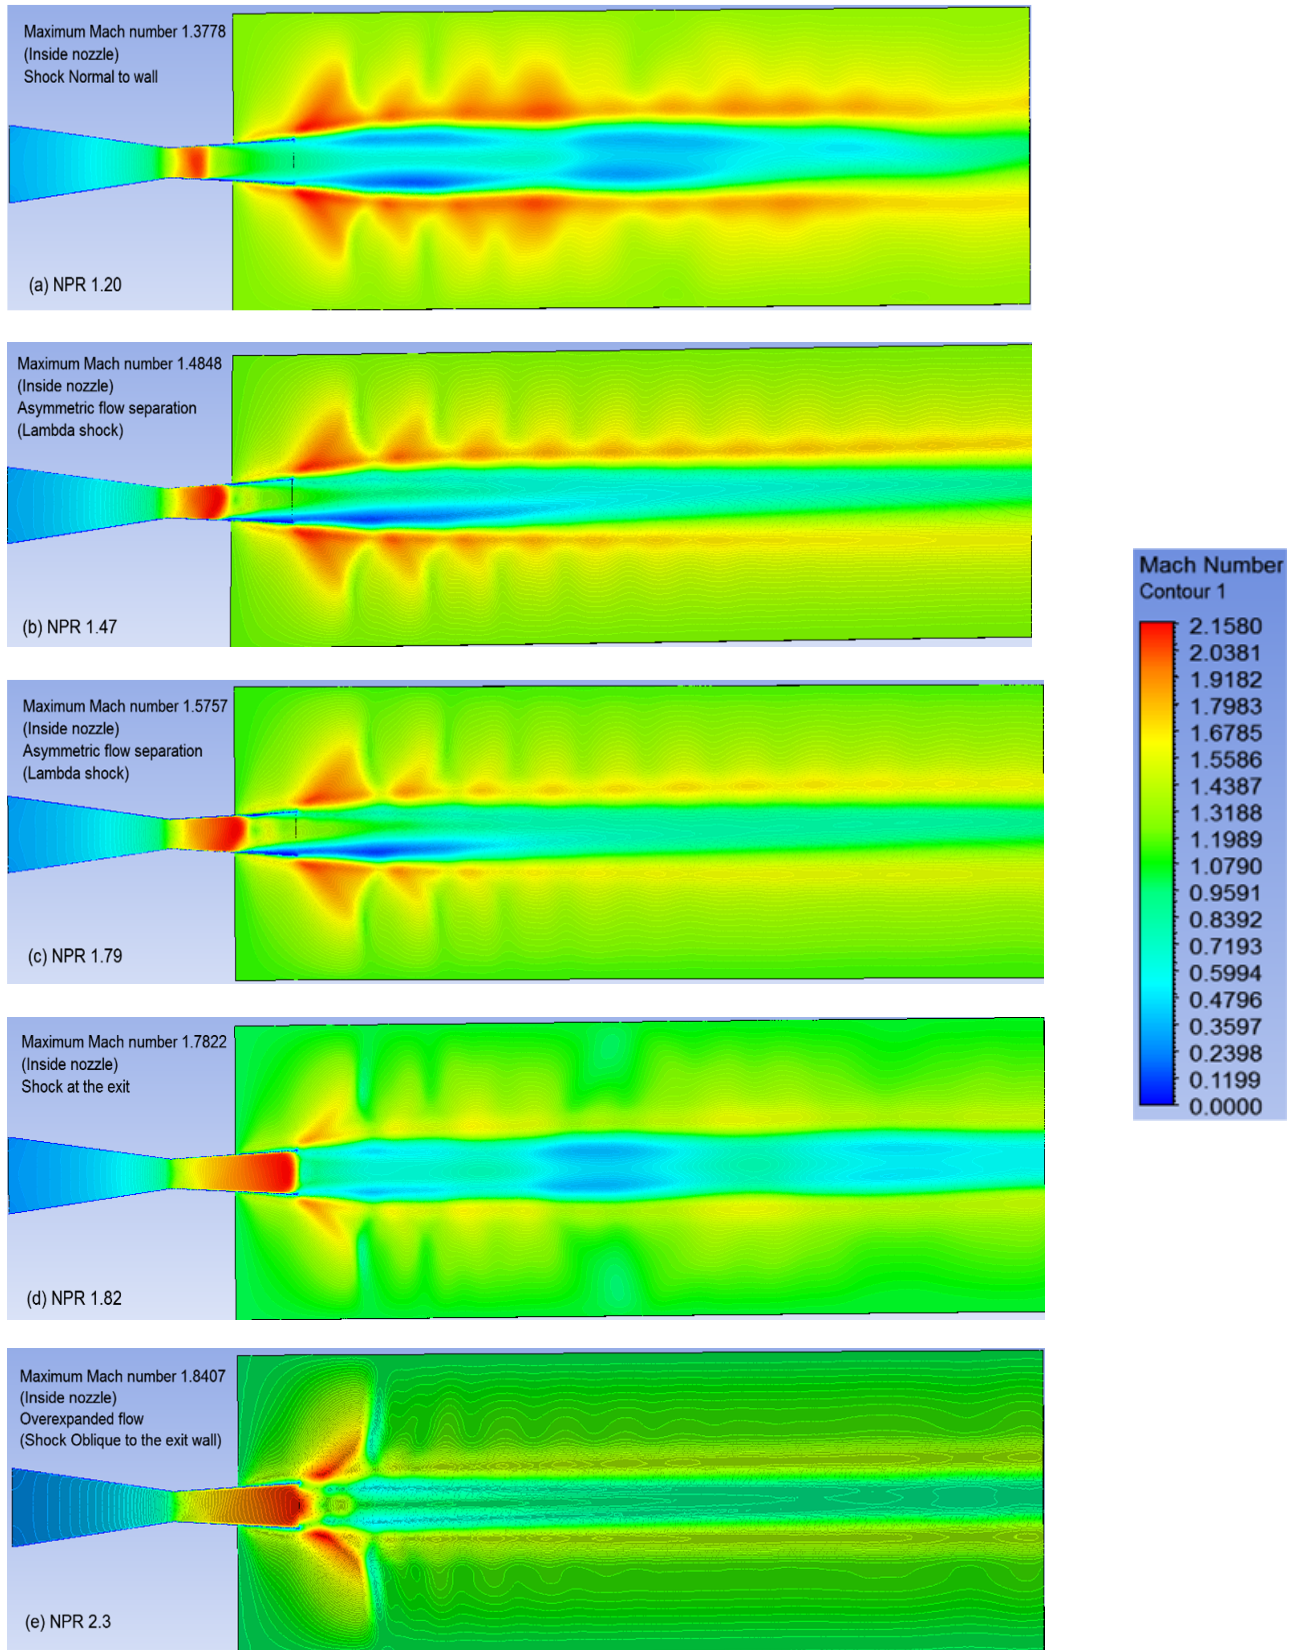 Maximum Mach number 1.3778
(Inside nozzle)
Shock Normal to wall
(a) NPR 1.20
Maximum Mach number 1.4848
(Inside nozzle)
Asymmetric flow separation
(Lambda shock)
(b) NPR 1.47
Maximum Mach number 1.5757
(Inside nozzle)
Asymmetric flow separation
(Lambda shock)
(c) NPR 1.79
Maximum Mach number 1.7822
(Inside nozzle)
Shock at the exit
(d) NPR 1.82
Maximum Mach number 1.8407
(Inside nozzle)
Overexpanded flow
(Shock Oblique to the exit wall)
(e) NPR 2.3
Mach Number
Contour 1
2.1580
2.0381
1.9182
1.7983
1.6785
1.5586
1.4387
1.3188
1.1989
1.0790
0.9591
0.8392
0.7193
0.5994
0.4796
0.3597
0.2398
0.1199
0.0000